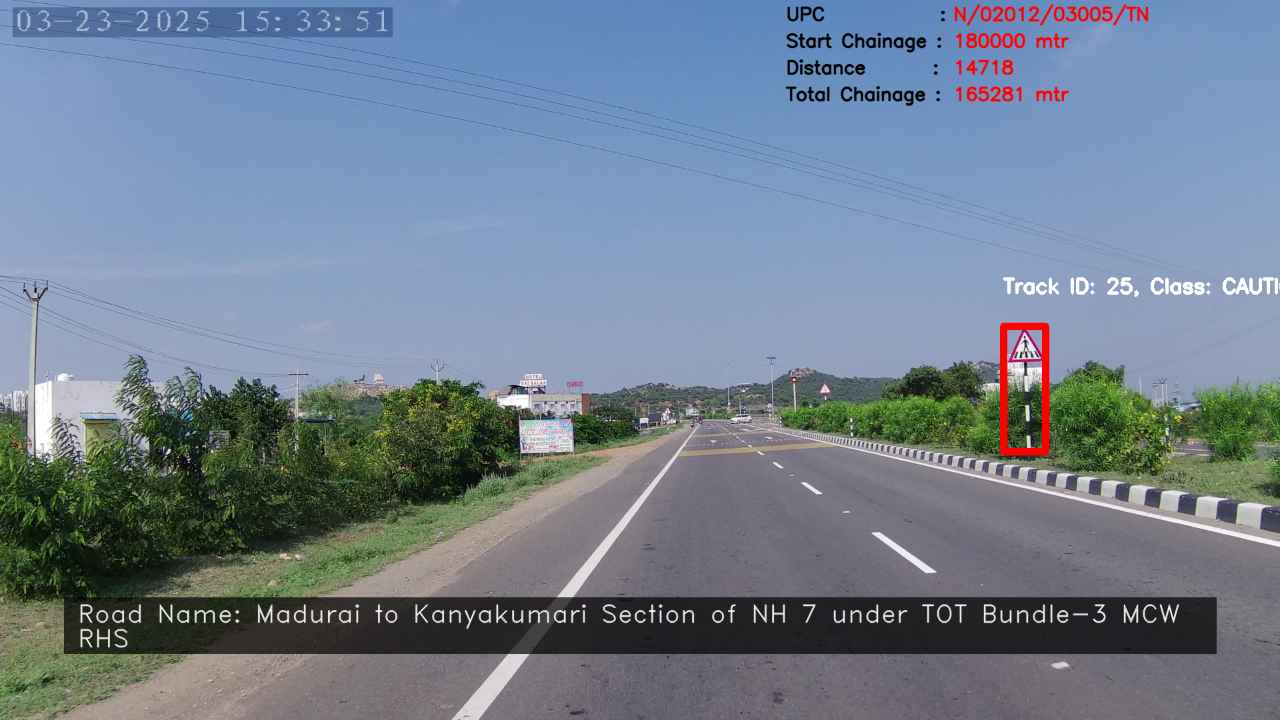 03-23-2025 15:33:51
UPC : N/02012/03005/TN
Start Chainage : 180000 mtr
Distance : 14718
Total Chainage : 165281 mtr
Track ID: 25, Class: CAUTI
Road Name: Madurai to Kanyakumari Section of NH 7 under TOT Bundle-3 MCW
RHS